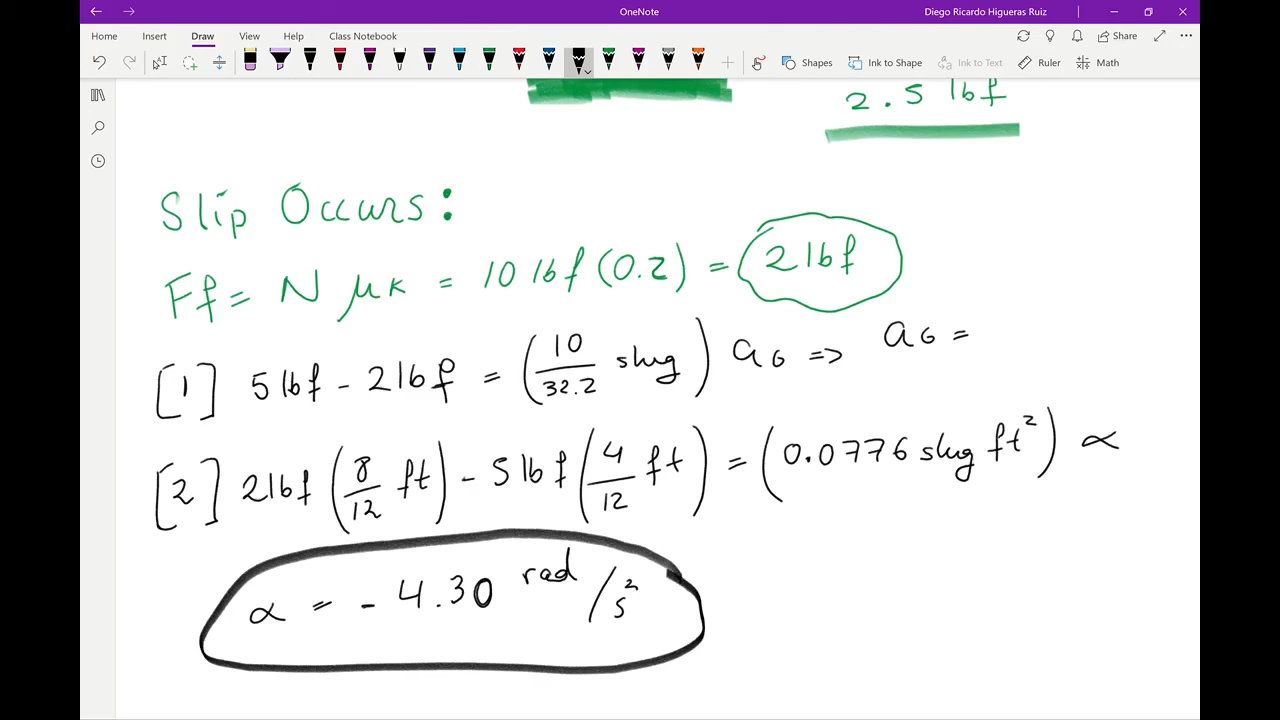 OneNote
Diego Ricardo Higueras Ruiz
Home Insert Draw View Help Class Notebook
Share
Shapes Ink to Shape Ink to Text Ruler Math
2.5 lbf
Slip Occurs:
Ff = N μK = 10 lbf (0.2) = 2 lbf
[1] 5 lbf - 2 lbf = (10/32.2 slug) aG => aG =
[2] 2 lbf (8/12 ft) - 5 lbf (4/12 ft) = (0.0776 slug ft²) α
α = - 4.30 rad/s²